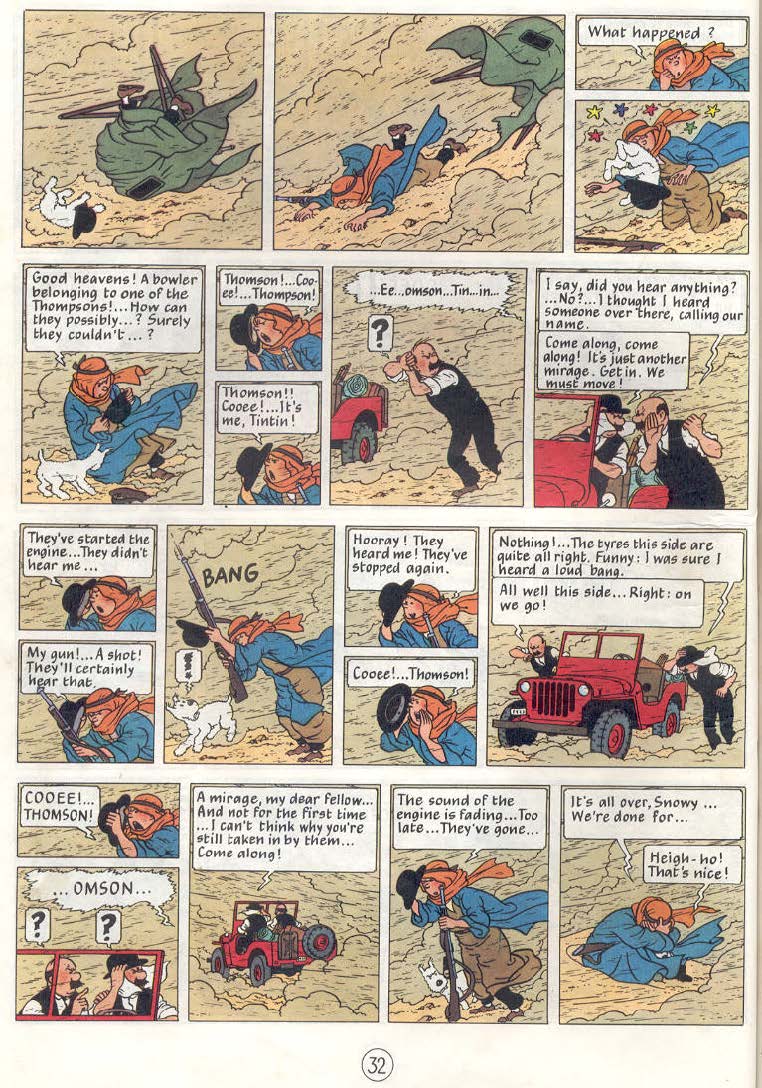 What happened ?
Good heavens! A bowler
belonging to one of the
Thompsons!...How can
they possibly...? Surely
they couldn't...?
Thomson!...Coo-
ee!...Thompson!
Thomson!!
Cooee!...It's
me, Tintin!
...Ee...omson...Tin...in...
?
I say, did you hear anything?
...No?...I thought I heard
someone over there, calling our
name.
Come along, come
along! It's just another
mirage. Get in. We
must move!
They've started the
engine...They didn't
hear me...
My gun!...A shot!
They'll certainly
hear that.
BANG
Hooray! They
heard me! They've
stopped again.
Cooee!...Thomson!
Nothing!...The tyres this side are
quite all right. Funny: I was sure I
heard a loud bang.
All well this side... Right: on
we go!
COOEE!...
THOMSON!
...OMSON...
?
?
A mirage, my dear fellow...
And not for the first time
...I can't think why you're
still taken in by them...
Come along!
The sound of the
engine is fading...Too
late...They've gone...
It's all over, Snowy ...
We're done for...
Heigh-ho!
That's nice!
32